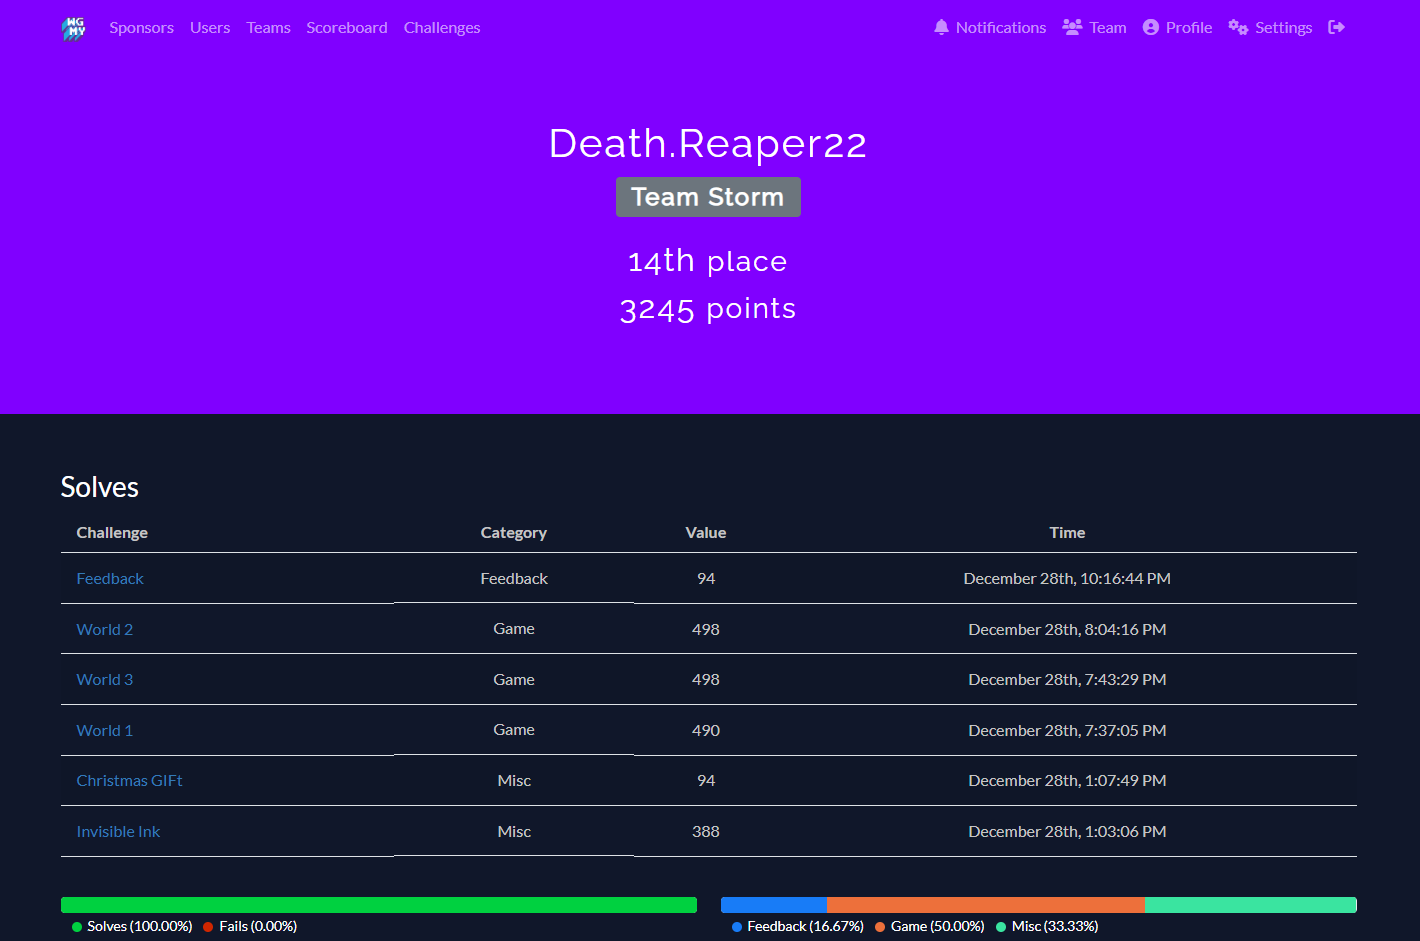 WG MY Sponsors Users Teams Scoreboard Challenges Notifications Team Profile Settings
Death.Reaper22
Team Storm
14th place
3245 points
Solves
Challenge Category Value Time
Feedback Feedback 94 December 28th, 10:16:44 PM
World 2 Game 498 December 28th, 8:04:16 PM
World 3 Game 498 December 28th, 7:43:29 PM
World 1 Game 490 December 28th, 7:37:05 PM
Christmas GIFt Misc 94 December 28th, 1:07:49 PM
Invisible Ink Misc 388 December 28th, 1:03:06 PM
Solves (100.00%) Fails (0.00%) Feedback (16.67%) Game (50.00%) Misc (33.33%)